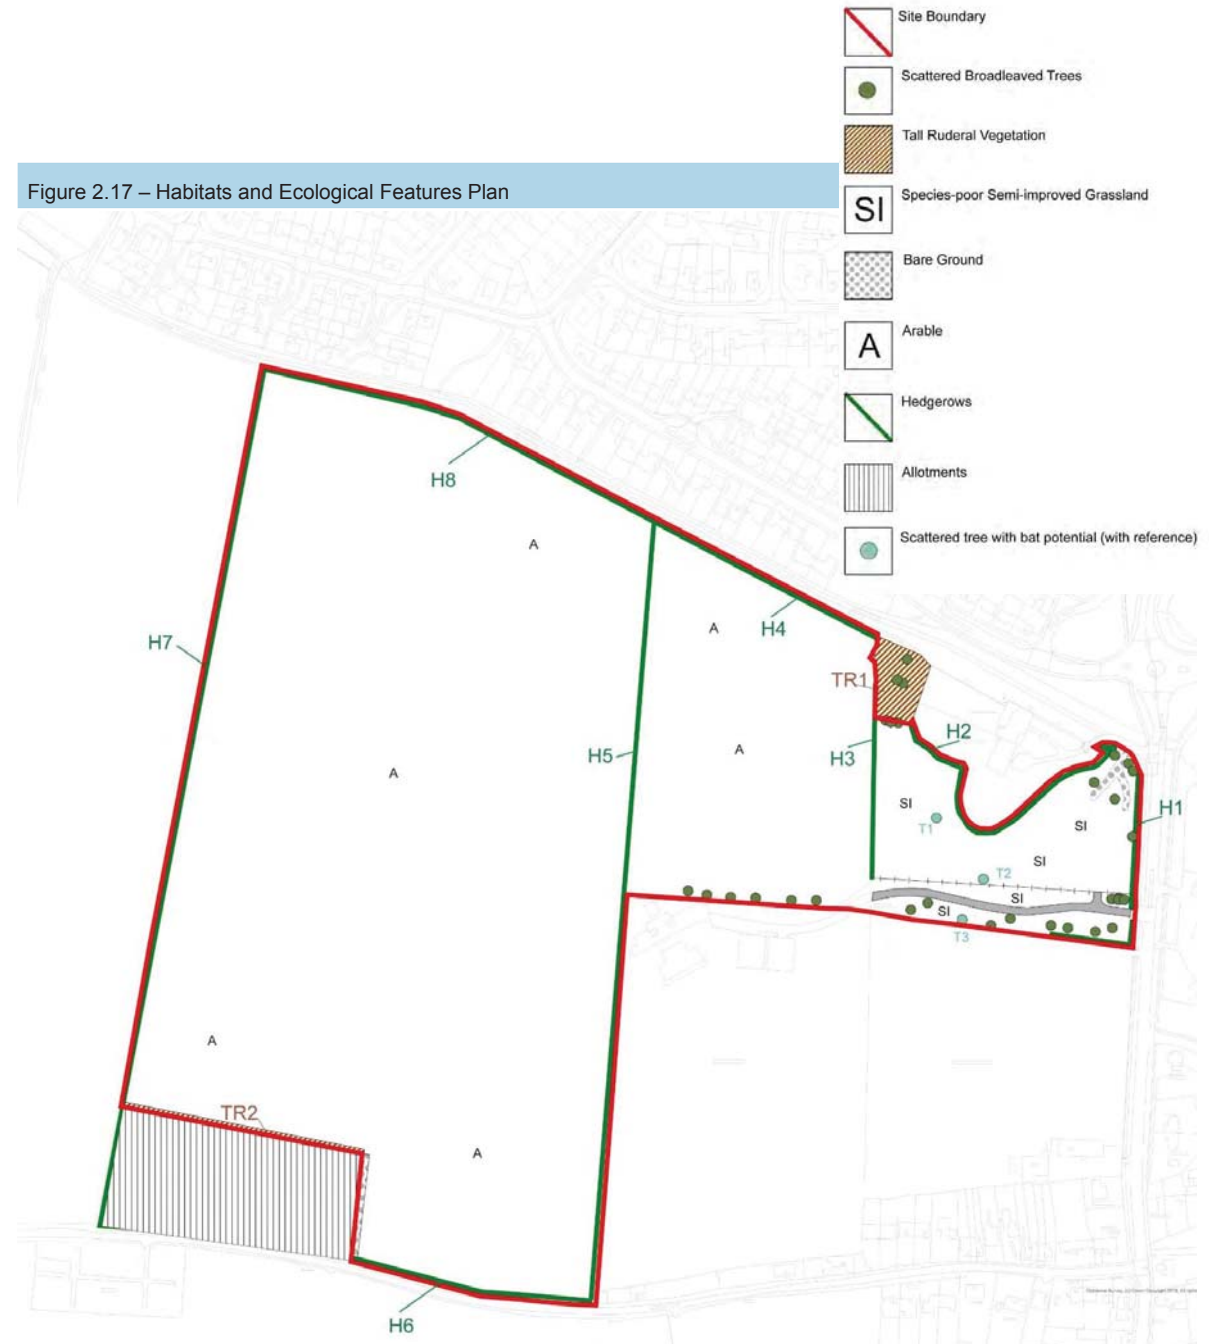 Site Boundary
Scattered Broadleaved Trees
Tall Ruderal Vegetation
Figure 2.17 – Habitats and Ecological Features Plan
SI
Species-poor Semi-improved Grassland
Bare Ground
A
Arable
Hedgerows
Allotments
Scattered tree with bat potential (with reference)
H8
A
A
H4
H7
TR1
H2
H5
A
H3
A
SI
T1
SI
H1
SI
T2
SI
SI
T3
A
TR2
A
H6